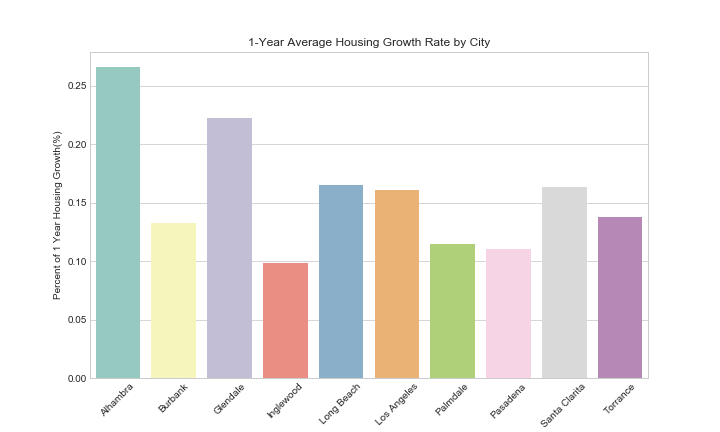 1-Year Average Housing Growth Rate by City
Percent of 1 Year Housing Growth(%)
0.25
0.20
0.15
0.10
0.05
0.00
Alhambra
Burbank
Glendale
Inglewood
Long Beach
Los Angeles
Palmdale
Pasadena
Santa Clarita
Torrance